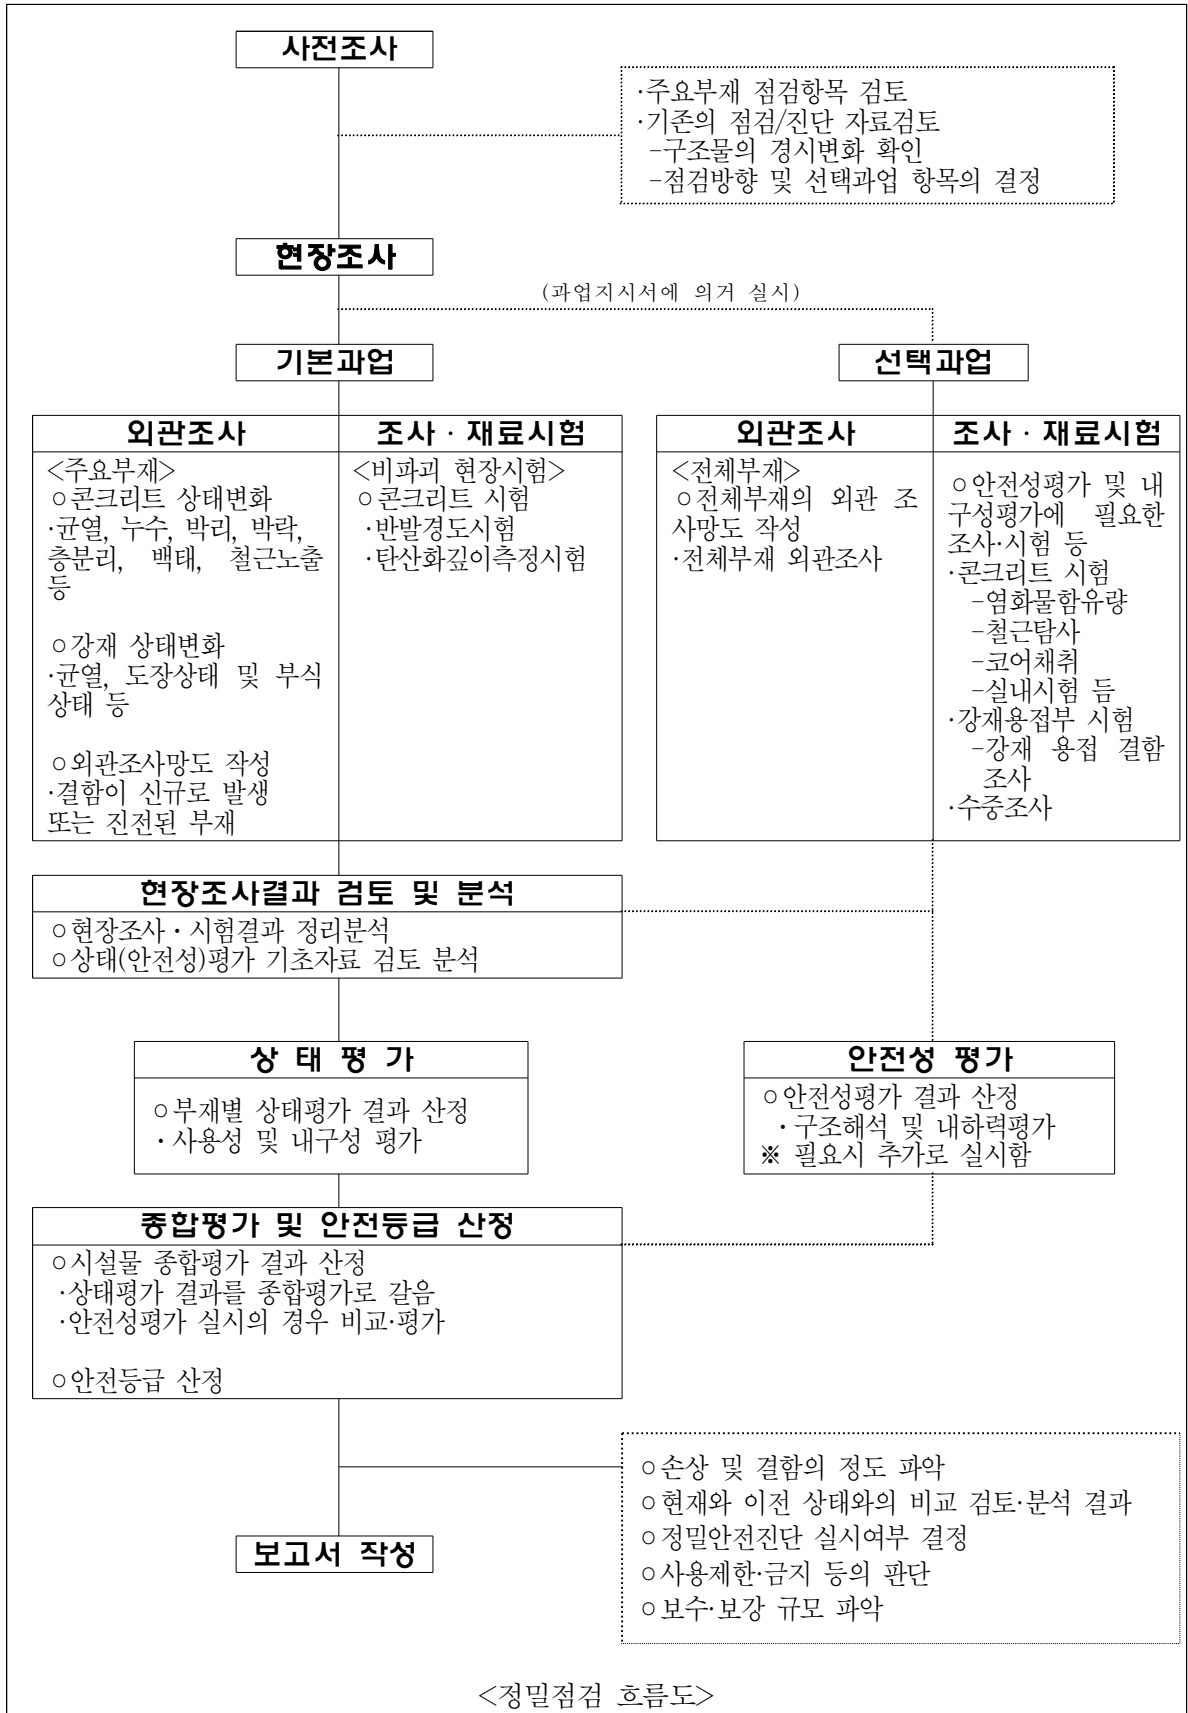 사전조사
·주요부재 점검항목 검토
·기존의 점검/진단 자료검토
-구조물의 경시변화 확인
-점검방향 및 선택과업 항목의 결정
현장조사
(과업지시서에 의거 실시)
기본과업
선택과업
외관조사
<주요부재>
○콘크리트 상태변화
·균열, 누수, 박리, 박락,
층분리, 백태, 철근노출
등
○강재 상태변화
·균열, 도장상태 및 부식
상태 등
○외관조사망도 작성
·결함이 신규로 발생
또는 진전된 부재
조사·재료시험
<비파괴 현장시험>
○콘크리트 시험
·반발경도시험
·탄산화깊이측정시험
외관조사
<전체부재>
○전체부재의 외관 조
사망도 작성
·전체부재 외관조사
조사·재료시험
○안전성평가 및 내
구성평가에 필요한
조사·시험 등
·콘크리트 시험
-염화물함유량
-철근탐사
-코어채취
-실내시험 듬
·강재용접부 시험
-강재 용접 결함
조사
·수중조사
현장조사결과 검토 및 분석
○현장조사·시험결과 정리분석
○상태(안전성)평가 기초자료 검토 분석
상 태 평 가
○부재별 상태평가 결과 산정
·사용성 및 내구성 평가
안전성 평가
○안전성평가 결과 산정
·구조해석 및 내하력평가
※ 필요시 추가로 실시함
종합평가 및 안전등급 산정
○시설물 종합평가 결과 산정
·상태평가 결과를 종합평가로 갈음
·안전성평가 실시의 경우 비교·평가
○안전등급 산정
○손상 및 결함의 정도 파악
○현재와 이전 상태와의 비교 검토·분석 결과
○정밀안전진단 실시여부 결정
○사용제한·금지 등의 판단
○보수·보강 규모 파악
보고서 작성
<정밀점검 흐름도>